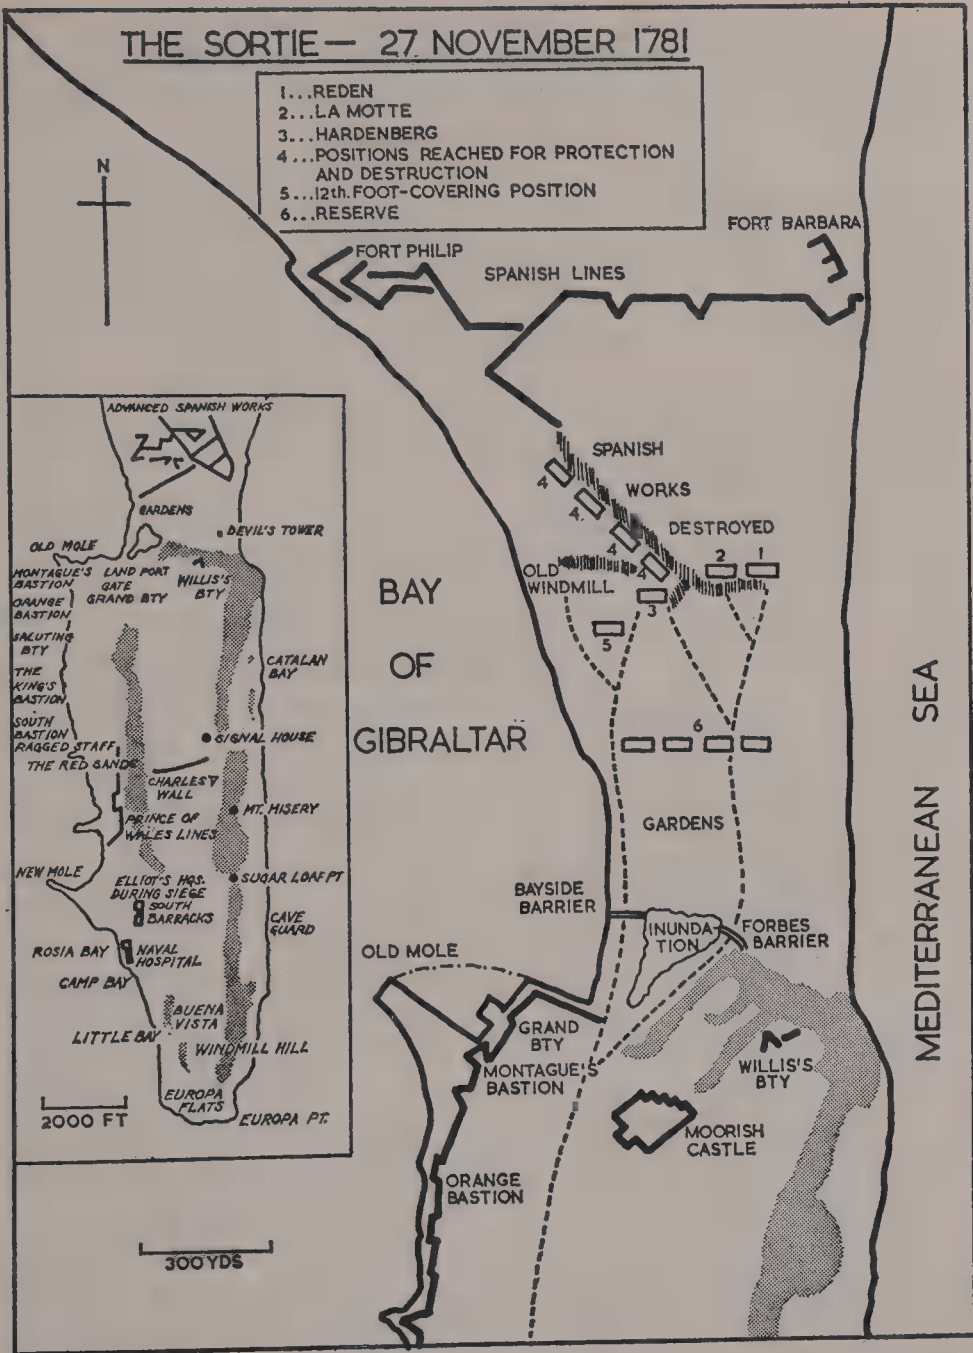 THE SORTIE — 27 NOVEMBER 1781
1...REDEN
2...LA MOTTE
3...HARDENBERG
4...POSITIONS REACHED FOR PROTECTION
AND DESTRUCTION
5...12th.FOOT-COVERING POSITION
6...RESERVE
N
FORT BARBARA
FORT PHILIP
SPANISH LINES
SPANISH
WORKS
DESTROYED
4
4
4
4
2
1
OLD
WINDMILL
3
5
6
BAY
OF
GIBRALTAR
MEDITERRANEAN SEA
GARDENS
BAYSIDE
BARRIER
INUNDA-
TION
FORBES
BARRIER
OLD MOLE
GRAND
BTY
MONTAGUE'S
BASTION
WILLIS'S
BTY
MOORISH
CASTLE
ORANGE
BASTION
300 YDS
ADVANCED SPANISH WORKS
GARDENS
DEVIL'S TOWER
OLD MOLE
MONTAGUE'S
BASTION
LAND PORT
GATE
GRAND BTY
WILLIS'S
BTY
ORANGE
BASTION
SALUTING
BTY
CATALAN
BAY
THE
KING'S
BASTION
SOUTH
BASTION
RAGGED STAFF
SIGNAL HOUSE
THE RED SANDS
CHARLES V
WALL
MT. MISERY
PRINCE OF
WALES LINES
NEW MOLE
ELLIOT'S HQS.
DURING SIEGE
SUGAR LOAF PT
SOUTH
BARRACKS
CAVE
GUARD
ROSIA BAY
NAVAL
HOSPITAL
CAMP BAY
BUENA
VISTA
LITTLE BAY
WINDMILL HILL
EUROPA
FLATS
EUROPA PT.
2000 FT